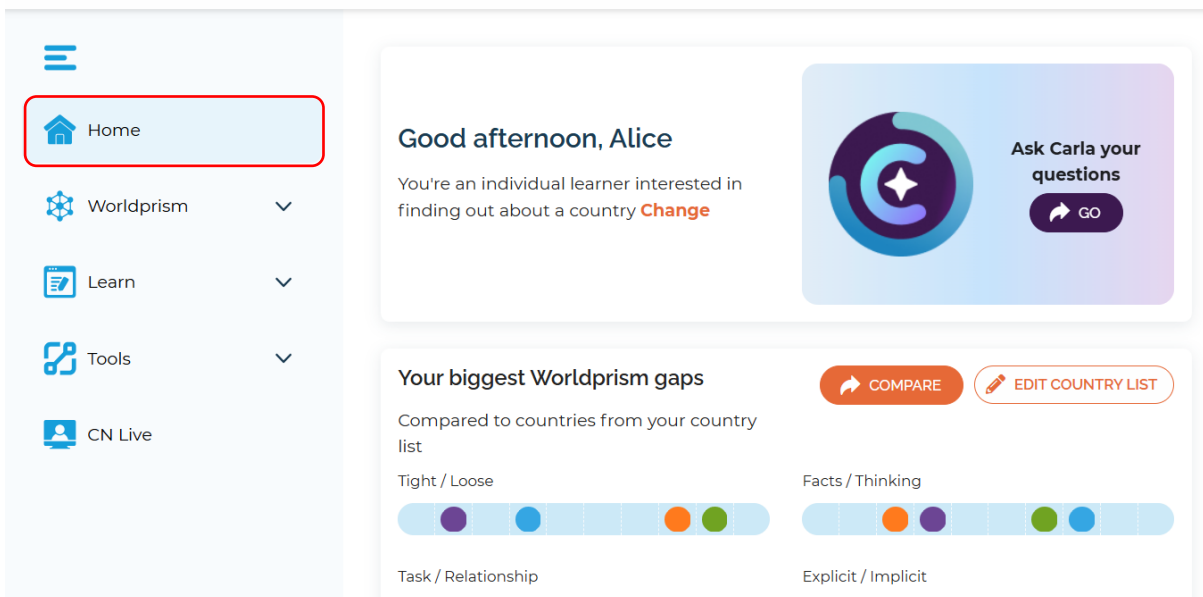 Home
Worldprism
Learn
Tools
CN Live
Good afternoon, Alice
You're an individual learner interested in
finding out about a country Change
Ask Carla your
questions
GO
Your biggest Worldprism gaps
COMPARE
EDIT COUNTRY LIST
Compared to countries from your country
list
Tight / Loose
Facts / Thinking
Task / Relationship
Explicit / Implicit